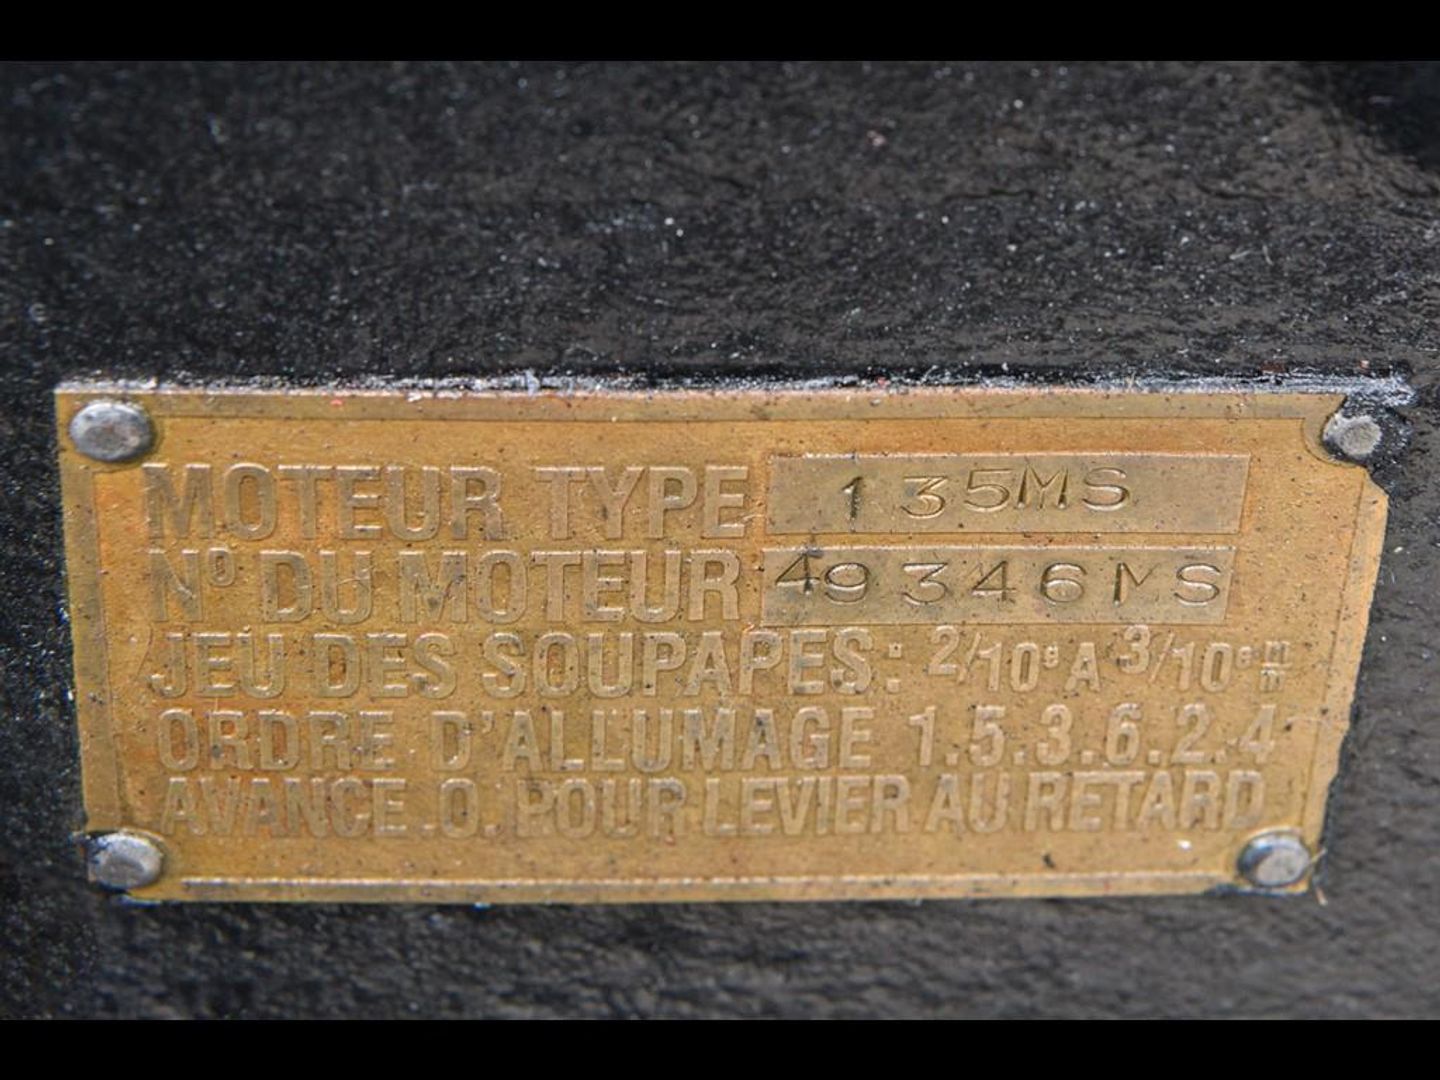 MOTEUR TYPE 135MS
Nº DU MOTEUR 49346MS
JEU DES SOUPAPES: 2/10e A 3/10e m/m
ORDRE D'ALLUMAGE 1.5.3.6.2.4
AVANCE.O.POUR LEVIER AU RETARD